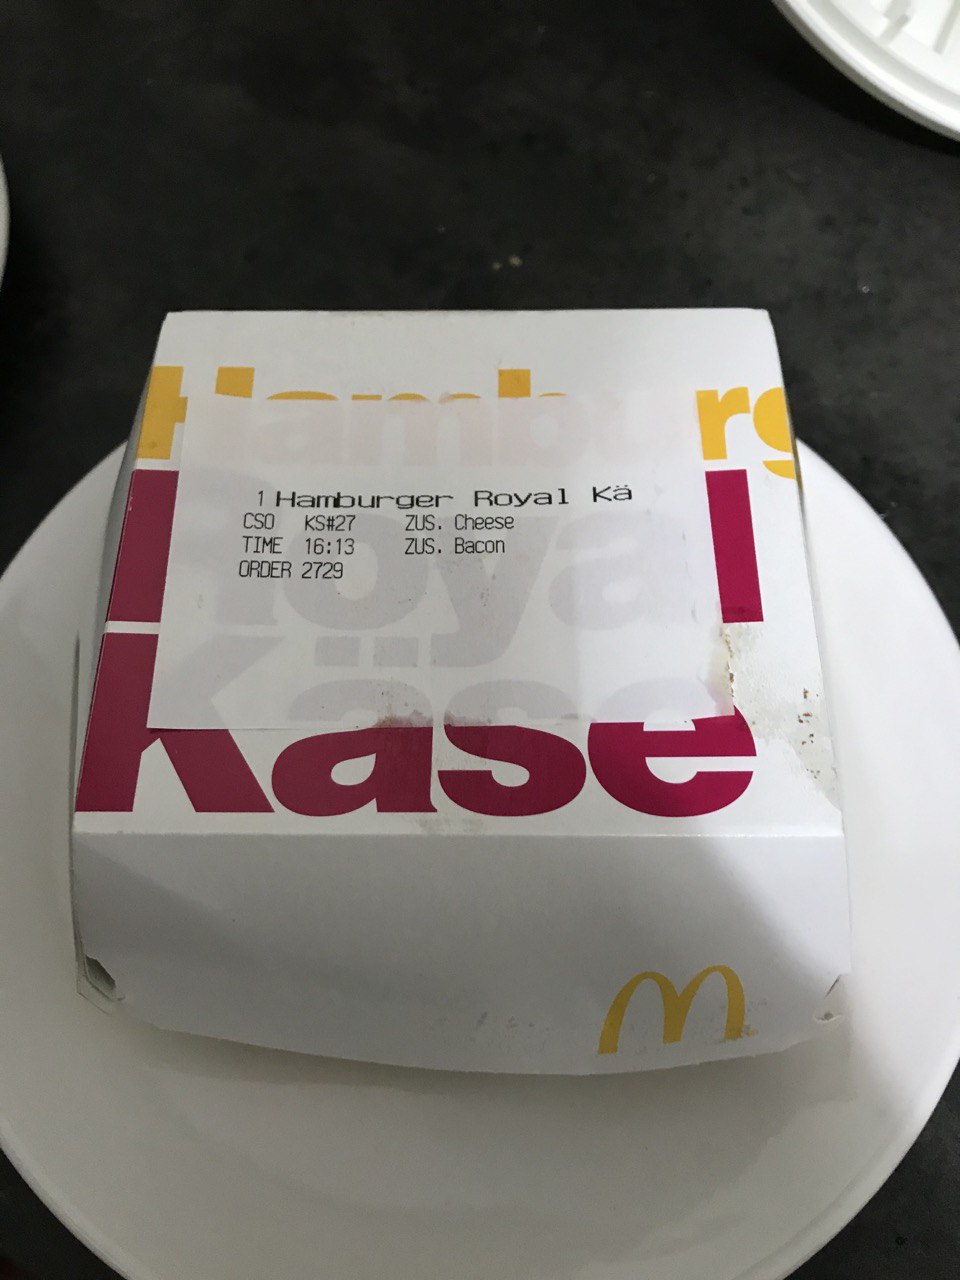 Hamburg
1 Hamburger Royal Kä
CSO KS#27 ZUS. Cheese
TIME 16:13 ZUS. Bacon
ORDER 2729
Royal
Käse